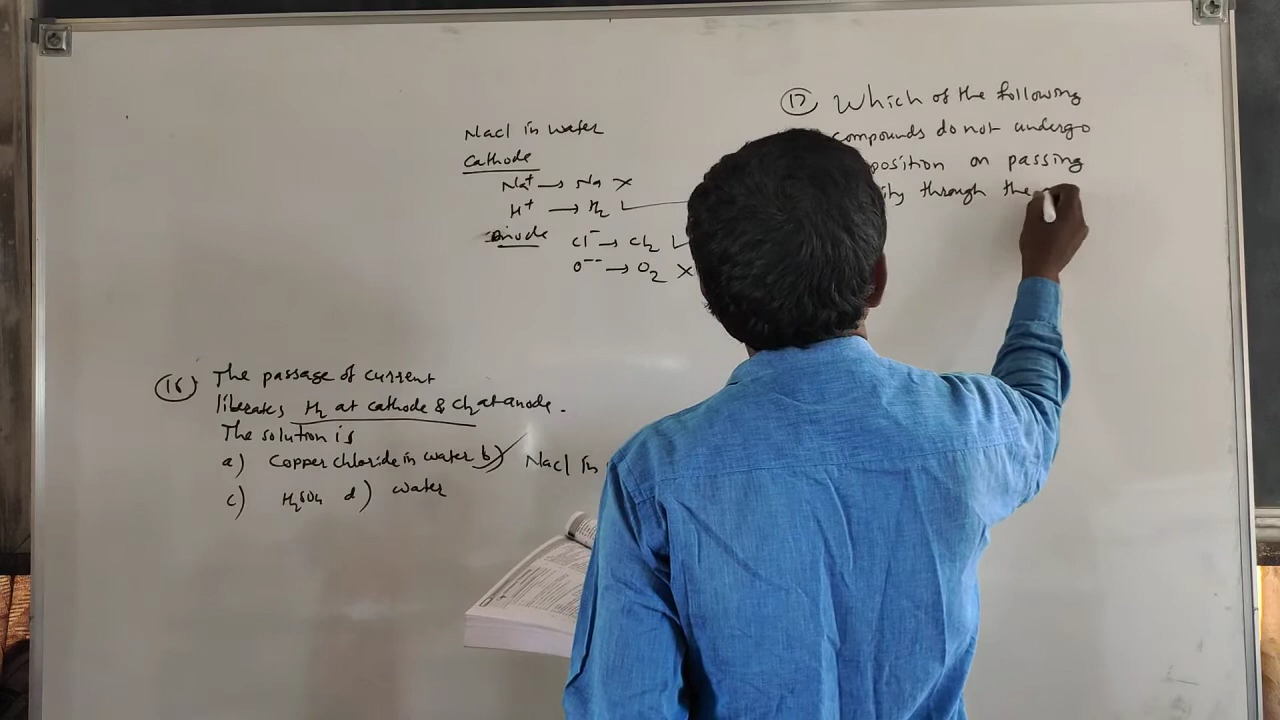 NaCl in water
Cathode
Na⁺ → Na ×
H⁺ → H₂ ✓
Anode
Cl⁻ → Cl₂ ✓
O⁻⁻ → O₂ ×
(16) The passage of current
liberates H₂ at cathode & Cl₂ at anode.
The solution is
a) Copper chloride in water b) NaCl in
c) H₂SO₄ d) water
(17) Which of the following
compounds do not undergo
position on passing
through the